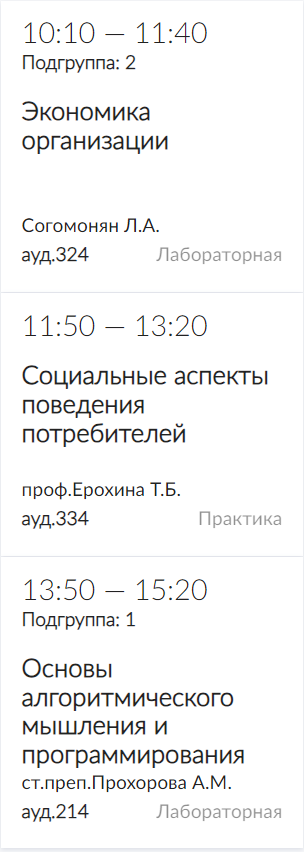 10:10 — 11:40
Подгруппа: 2
Экономика
организации
Согомонян Л.А.
ауд.324 Лабораторная
11:50 — 13:20
Социальные аспекты
поведения
потребителей
проф.Ерохина Т.Б.
ауд.334 Практика
13:50 — 15:20
Подгруппа: 1
Основы
алгоритмического
мышления и
программирования
ст.преп.Прохорова А.М.
ауд.214 Лабораторная